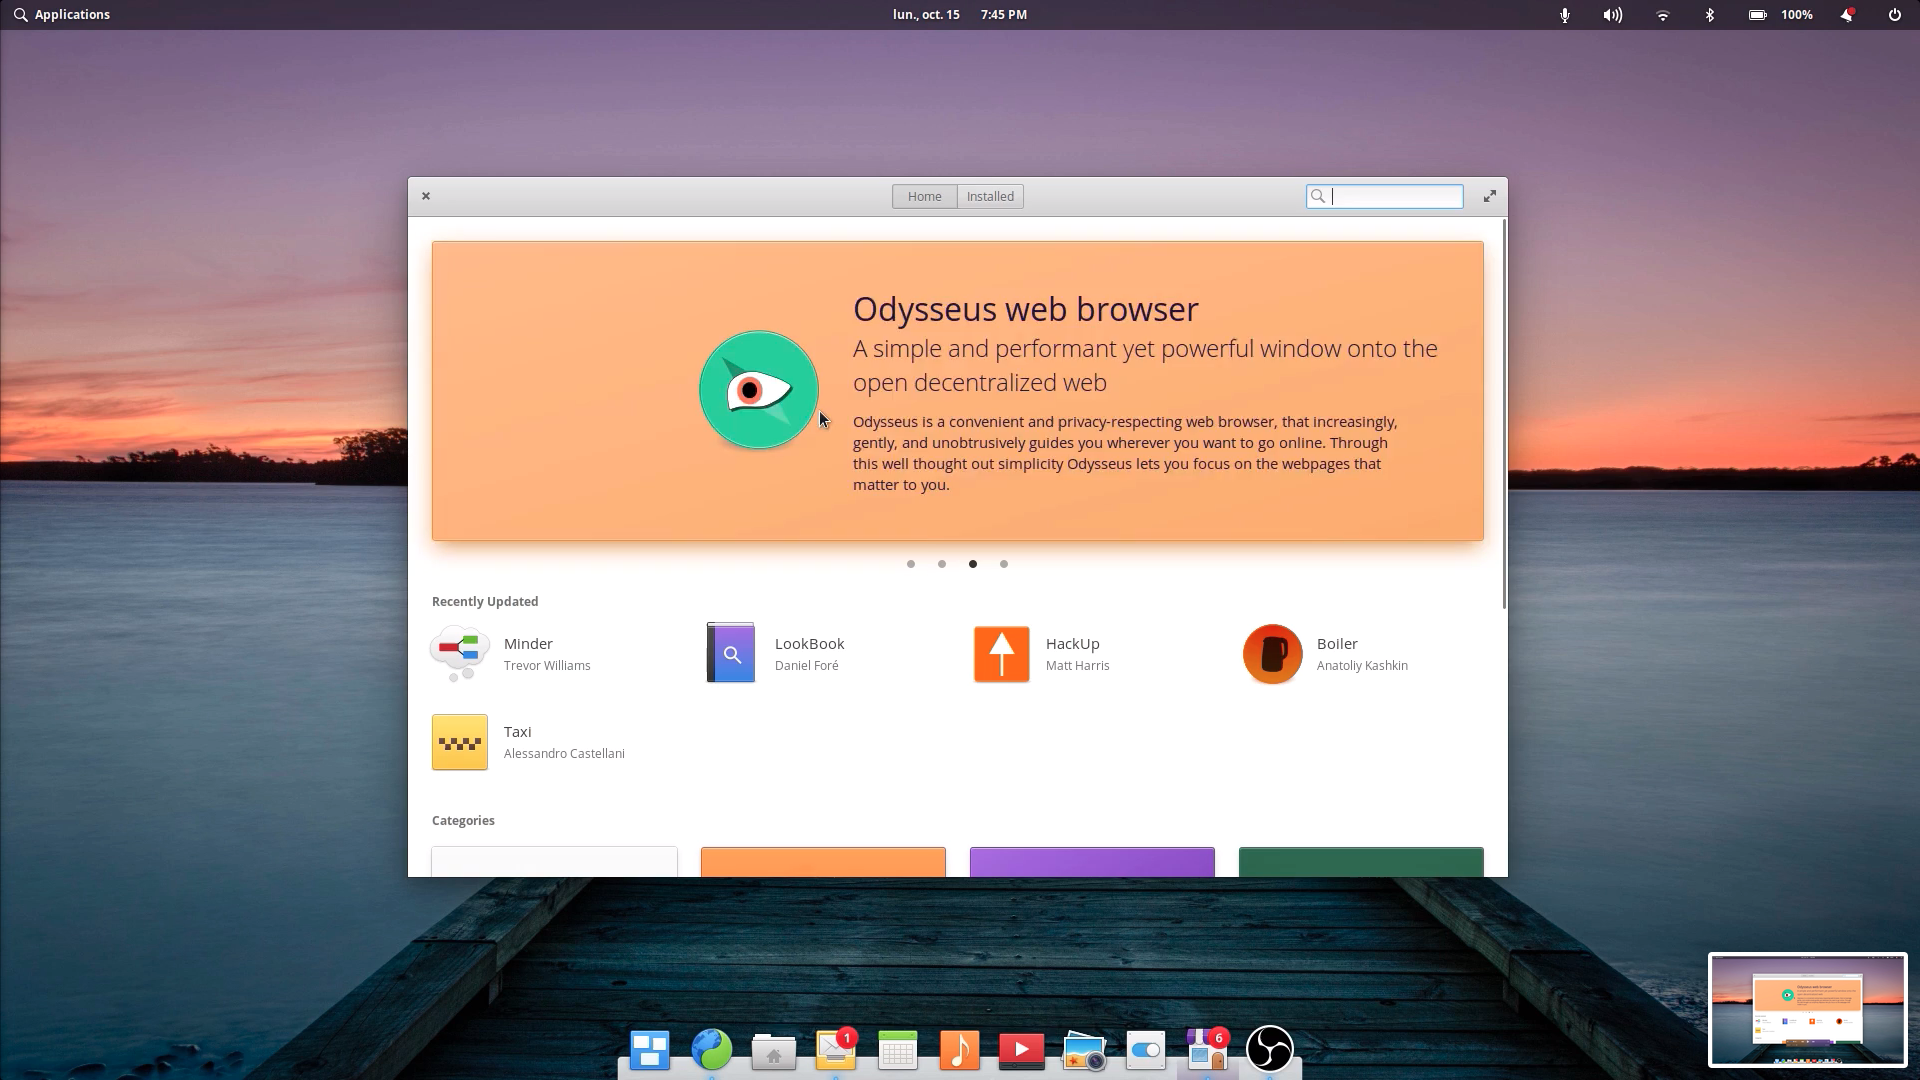 Applications
lun., oct. 15 7:45 PM
100%
Home
Installed
Odysseus web browser
A simple and performant yet powerful window onto the
open decentralized web
Odysseus is a convenient and privacy-respecting web browser, that increasingly,
gently, and unobtrusively guides you wherever you want to go online. Through
this well thought out simplicity Odysseus lets you focus on the webpages that
matter to you.
Recently Updated
Minder
Trevor Williams
LookBook
Daniel Foré
HackUp
Matt Harris
Boiler
Anatoliy Kashkin
Taxi
Alessandro Castellani
Categories
1
6